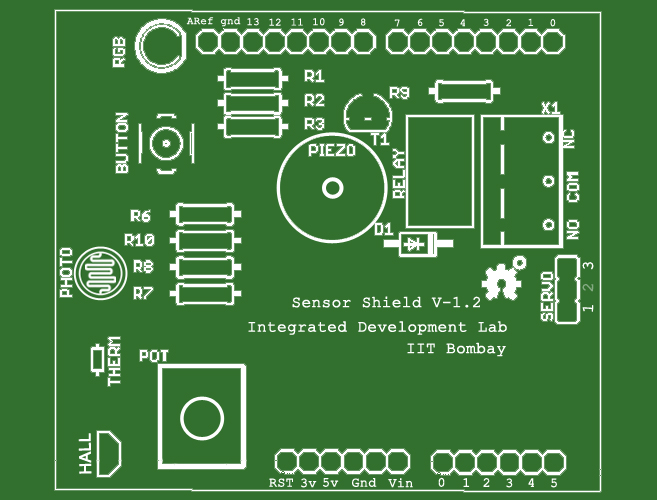 ARef gnd 13 12 11 10 9 8 7 6 5 4 3 2 1 0
RGB
R1
R2
R3
R9
X1
T1
BUTTON
PIEZO
RELAY
NC
COM
NO
D1
R6
R10
R8
R7
PHOTO
SERVO
3
2
1
Sensor Shield V-1.2
Integrated Development Lab
IIT Bombay
THERM
POT
HALL
RST 3v 5v Gnd Vin 0 1 2 3 4 5